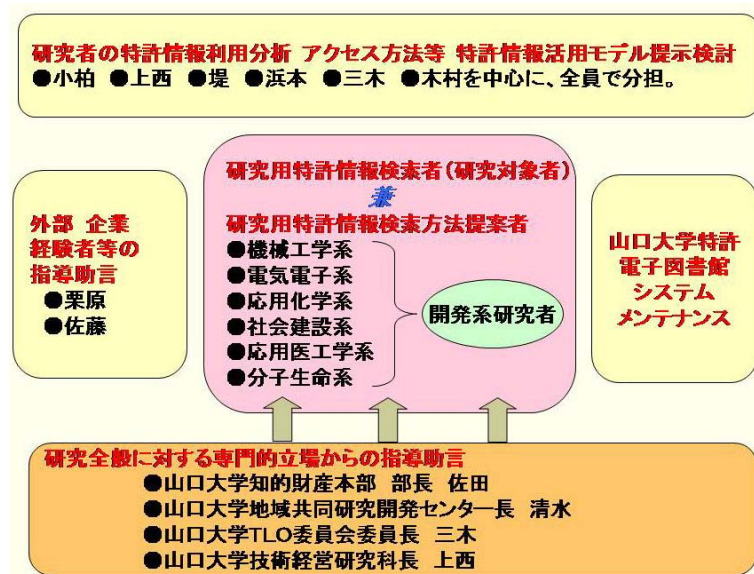 研究者の特許情報利用分析 アクセス方法等 特許情報活用モデル提示検討
●小柏 ●上西 ●堤 ●浜本 ●三木 ●木村を中心に、全員で分担。
研究用特許情報検索者(研究対象者)
兼
研究用特許情報検索方法提案者
●機械工学系
●電気電子系
●応用化学系
●社会建設系
●応用医工学系
●分子生命系
開発系研究者
外部 企業
経験者等の
指導助言
●栗原
●佐藤
山口大学特許
電子図書館
システム
メンテナンス
研究全般に対する専門的立場からの指導助言
●山口大学知的財産本部 部長 佐田
●山口大学地域共同研究開発センター長 清水
●山口大学TLO委員会委員長 三木
●山口大学技術経営研究科長 上西